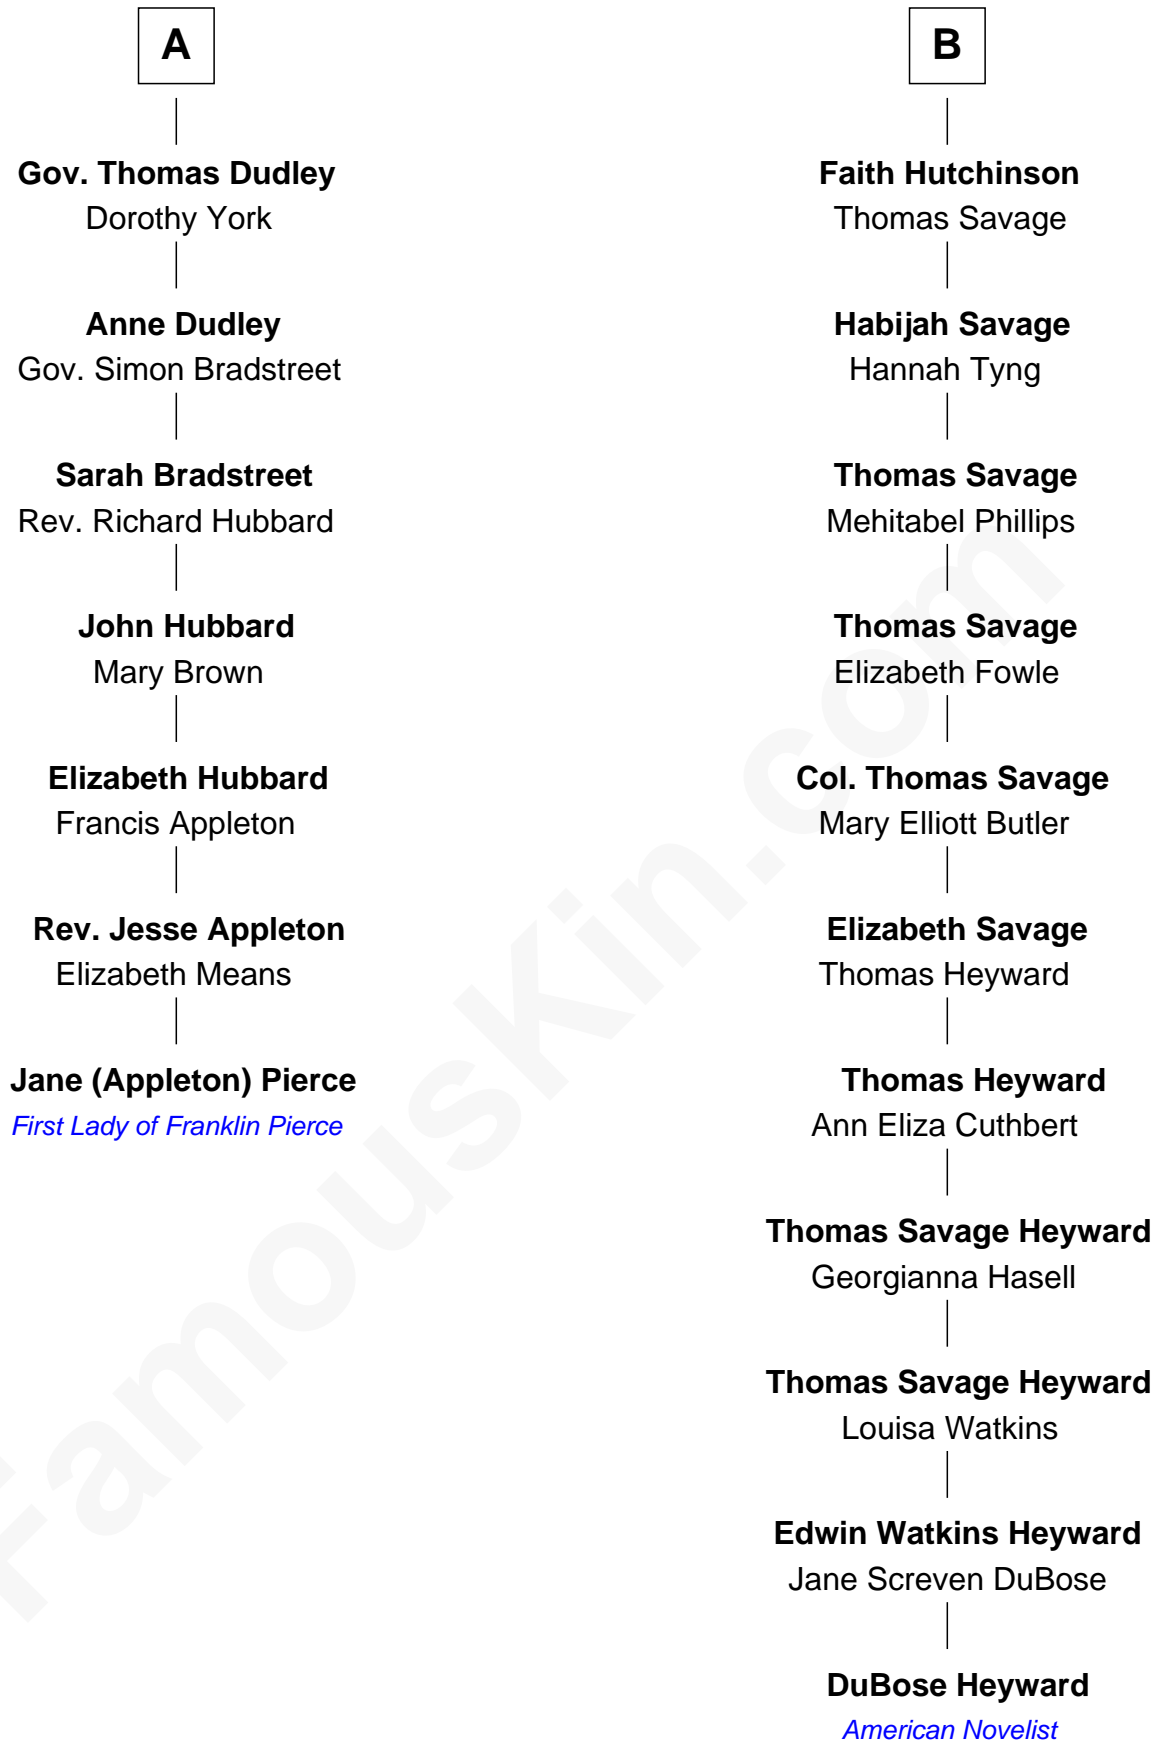 A
Gov. Thomas Dudley
Dorothy York
Anne Dudley
Gov. Simon Bradstreet
Sarah Bradstreet
Rev. Richard Hubbard
John Hubbard
Mary Brown
Elizabeth Hubbard
Francis Appleton
Rev. Jesse Appleton
Elizabeth Means
Jane (Appleton) Pierce
First Lady of Franklin Pierce
B
Faith Hutchinson
Thomas Savage
Habijah Savage
Hannah Tyng
Thomas Savage
Mehitabel Phillips
Thomas Savage
Elizabeth Fowle
Col. Thomas Savage
Mary Elliott Butler
Elizabeth Savage
Thomas Heyward
Thomas Heyward
Ann Eliza Cuthbert
Thomas Savage Heyward
Georgianna Hasell
Thomas Savage Heyward
Louisa Watkins
Edwin Watkins Heyward
Jane Screven DuBose
DuBose Heyward
American Novelist
FamousKin.com